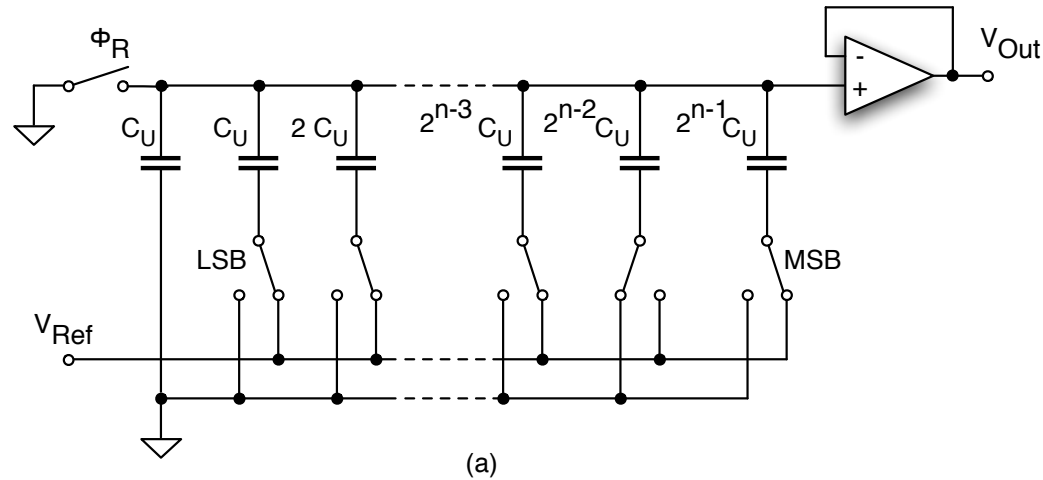 Φ_R
V_Out
-
+
C_U
C_U
2 C_U
2^{n-3} C_U
2^{n-2} C_U
2^{n-1} C_U
LSB
MSB
V_Ref
(a)